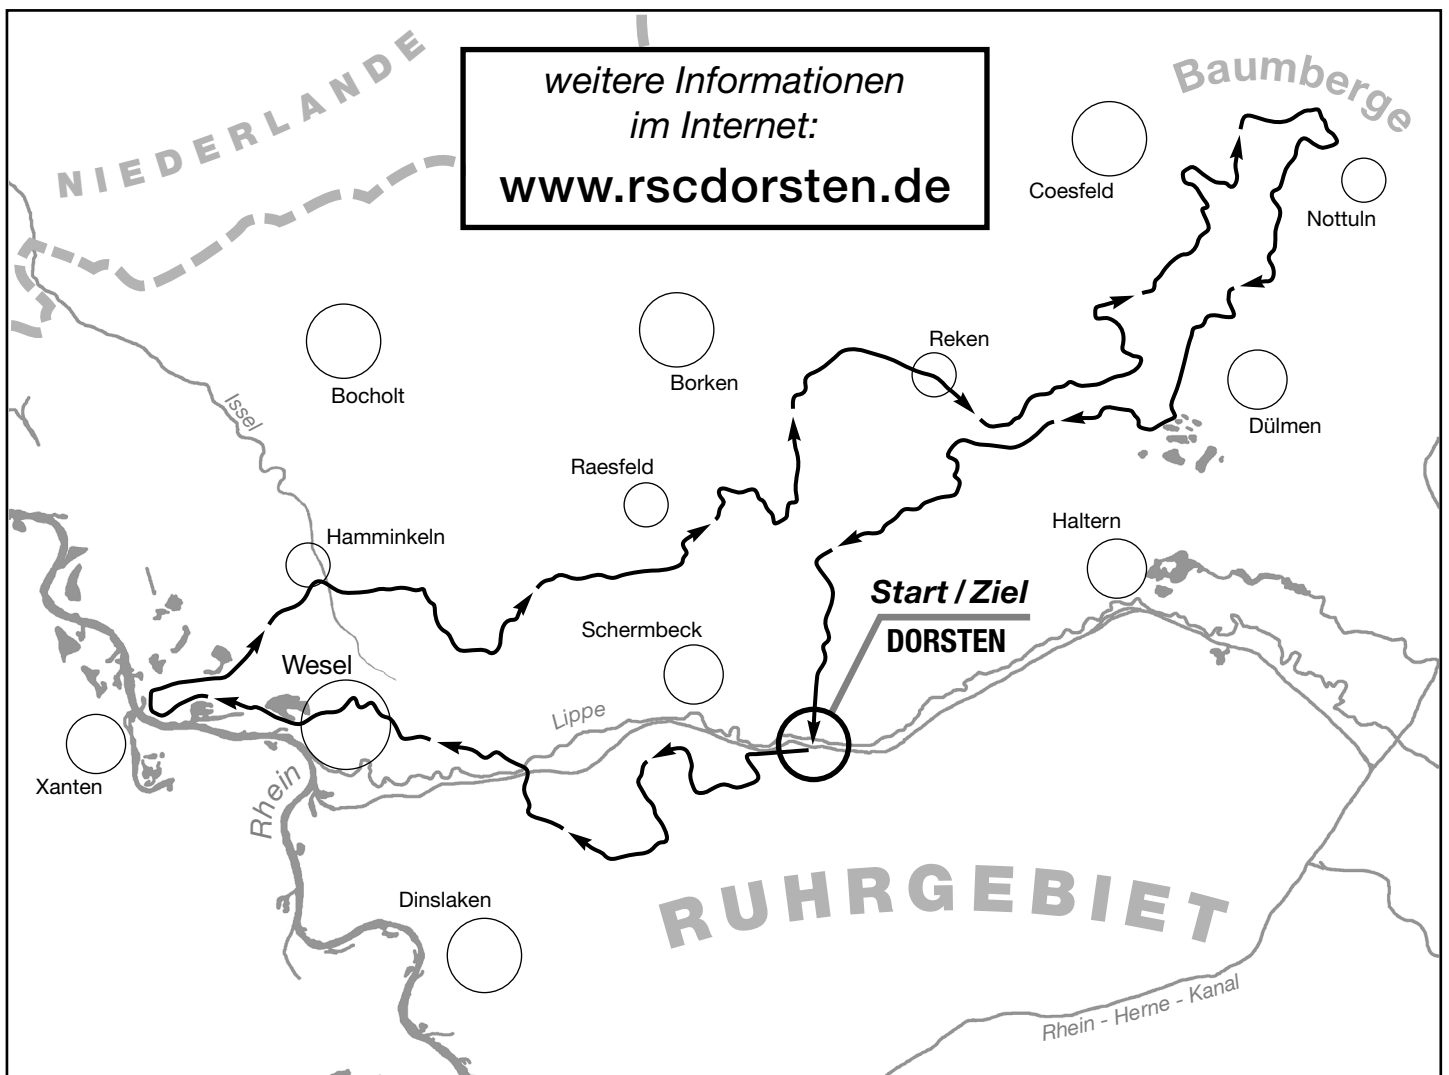 NIEDERLANDE
weitere Informationen
im Internet:
www.rscdorsten.de
Baumberge
Coesfeld
Nottuln
Bocholt
Borken
Reken
Dülmen
Issel
Raesfeld
Hamminkeln
Haltern
Start / Ziel
DORSTEN
Schermbeck
Wesel
Lippe
Xanten
Rhein
Dinslaken
RUHRGEBIET
Rhein - Herne - Kanal